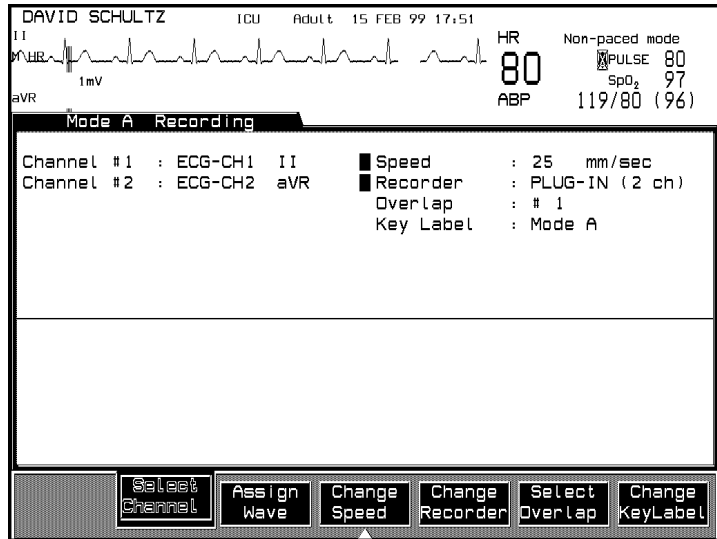 DAVID SCHULTZ ICU Adult 15 FEB 99 17:51
II
M HR
1mV
aVR
HR
80
Non-paced mode
PULSE 80
SpO₂ 97
ABP 119/80 (96)
Mode A Recording
Channel #1 : ECG-CH1 II
Channel #2 : ECG-CH2 aVR
Speed : 25 mm/sec
Recorder : PLUG-IN (2 ch)
Overlap : # 1
Key Label : Mode A
Select Channel
Assign Wave
Change Speed
Change Recorder
Select Overlap
Change KeyLabel